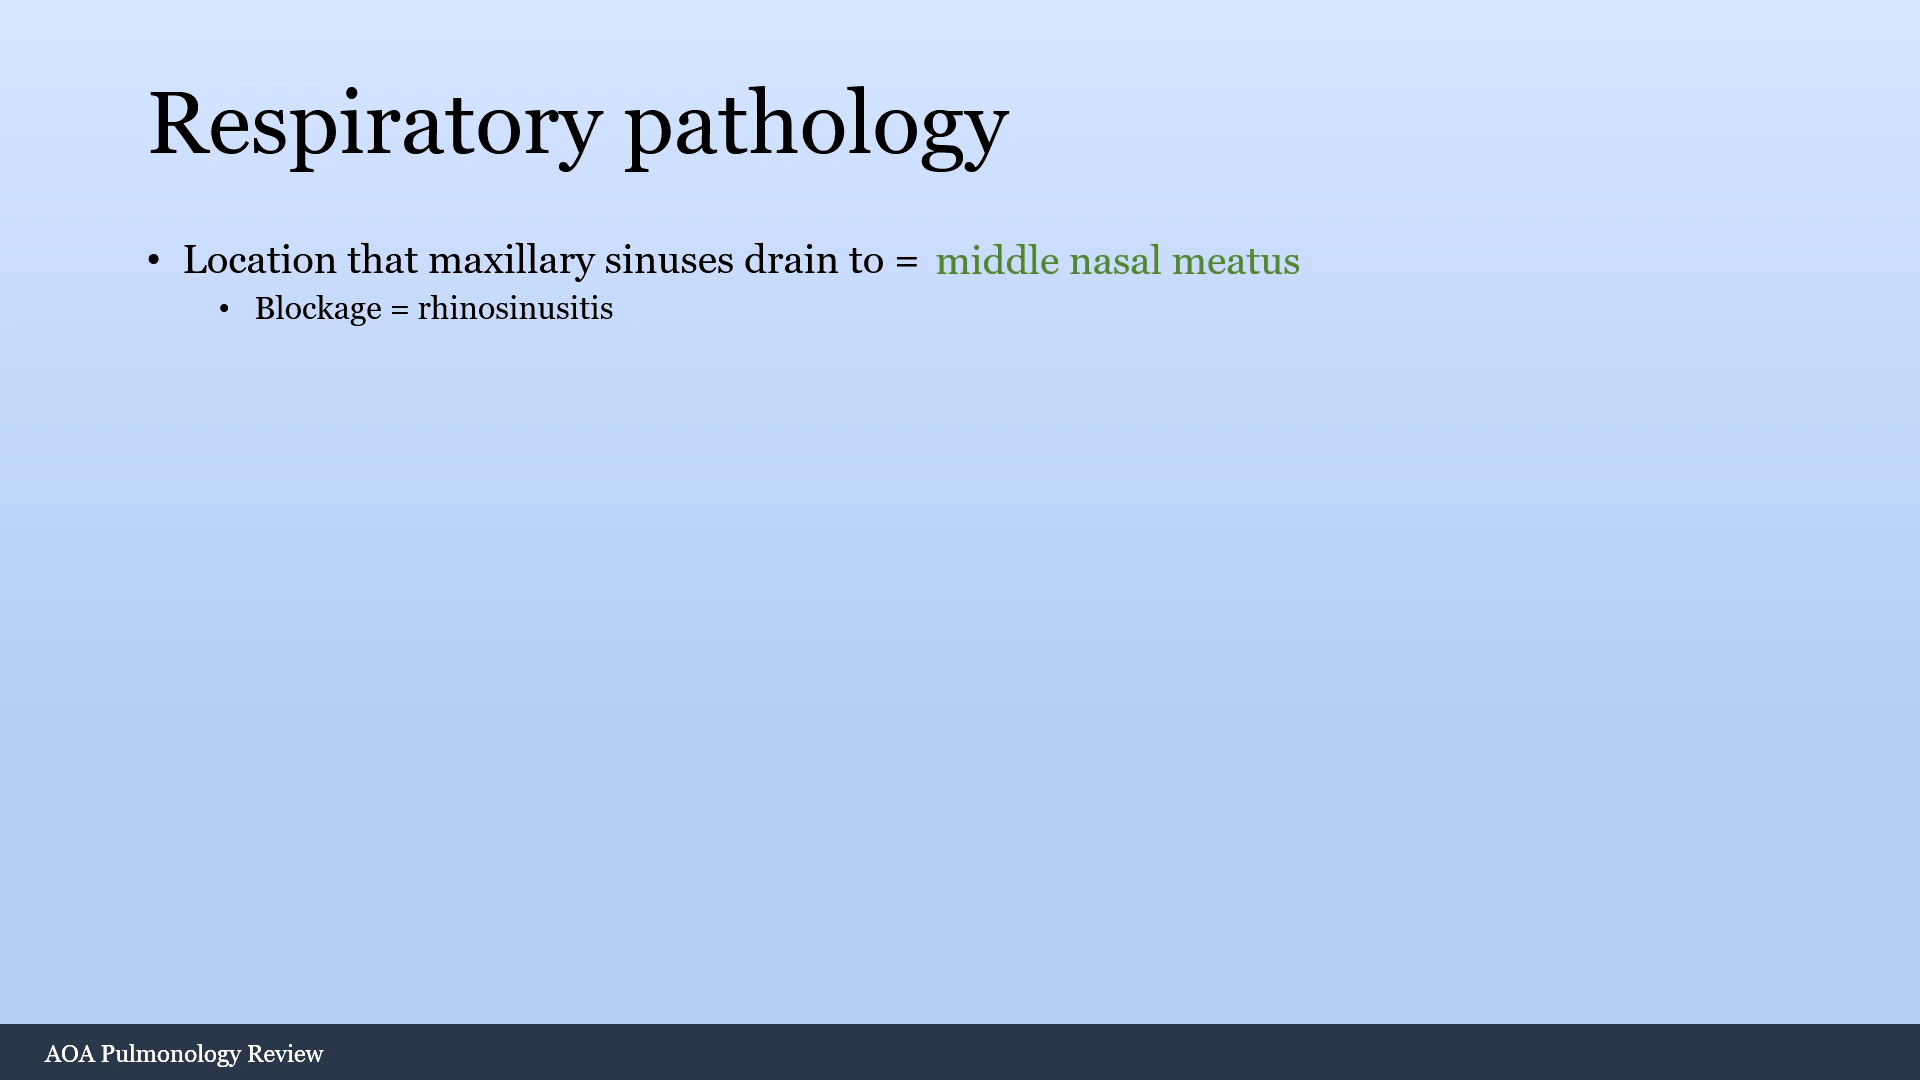 Respiratory pathology
• Location that maxillary sinuses drain to = middle nasal meatus
• Blockage = rhinosinusitis
AOA Pulmonology Review